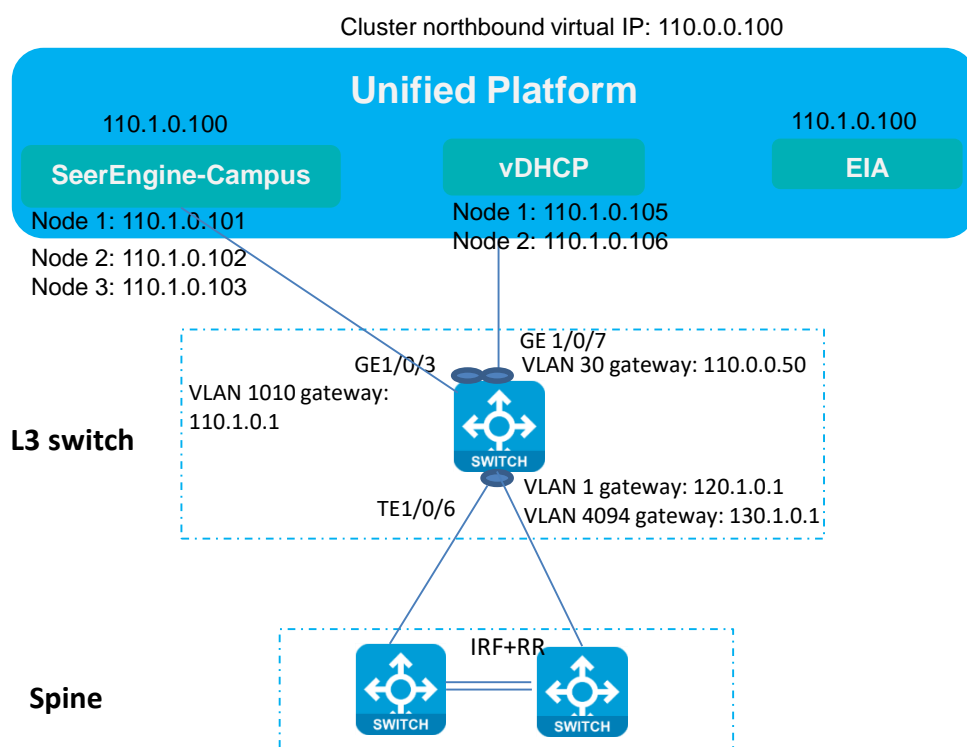 Cluster northbound virtual IP: 110.0.0.100
Unified Platform
110.1.0.100
110.1.0.100
SeerEngine-Campus
vDHCP
EIA
Node 1: 110.1.0.101
Node 2: 110.1.0.102
Node 3: 110.1.0.103
Node 1: 110.1.0.105
Node 2: 110.1.0.106
GE 1/0/7
GE1/0/3
VLAN 30 gateway: 110.0.0.50
VLAN 1010 gateway:
110.1.0.1
L3 switch
SWITCH
TE1/0/6
VLAN 1 gateway: 120.1.0.1
VLAN 4094 gateway: 130.1.0.1
IRF+RR
Spine
SWITCH
SWITCH